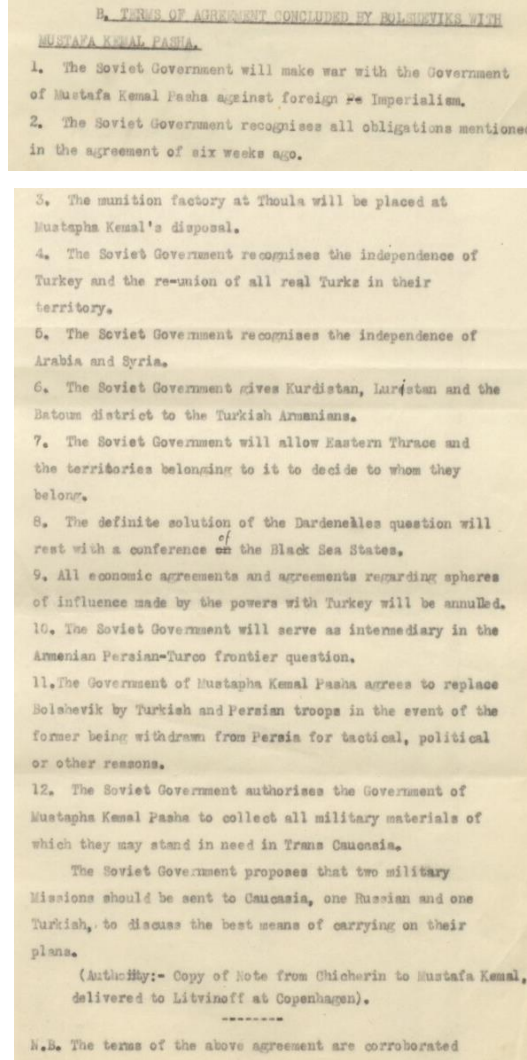 B. TERMS OF AGREEMENT CONCLUDED BY BOLSHEVIKS WITH
MUSTAFA KEMAL PASHA.
1. The Soviet Government will make war with the Government
of Mustafa Kemal Pasha against foreign Imperialism.
2. The Soviet Government recognises all obligations mentioned
in the agreement of six weeks ago.
3. The munition factory at Thoula will be placed at
Mustapha Kemal's disposal.
4. The Soviet Government recognises the independence of
Turkey and the re-union of all real Turks in their
territory.
5. The Soviet Government recognises the independence of
Arabia and Syria.
6. The Soviet Government gives Kurdistan, Luristan and the
Batoum district to the Turkish Armenians.
7. The Soviet Government will allow Eastern Thrace and
the territories belonging to it to decide to whom they
belong.
8. The definite solution of the Dardenelles question will
rest with a conference of the Black Sea States.
9. All economic agreements and agreements regarding spheres
of influence made by the powers with Turkey will be annulled.
10. The Soviet Government will serve as intermediary in the
Armenian Persian-Turco frontier question.
11. The Government of Mustapha Kemal Pasha agrees to replace
Bolshevik by Turkish and Persian troops in the event of the
former being withdrawn from Persia for tactical, political
or other reasons.
12. The Soviet Government authorises the Government of
Mustapha Kemal Pasha to collect all military materials of
which they may stand in need in Trans Caucasia.
The Soviet Government proposes that two military
Missions should be sent to Caucasia, one Russian and one
Turkish, to discuss the best means of carrying on their
plans.
(Authority:- Copy of Note from Chicherin to Mustafa Kemal,
delivered to Litvinoff at Copenhagen).
--------
N.B. The terms of the above agreement are corroborated